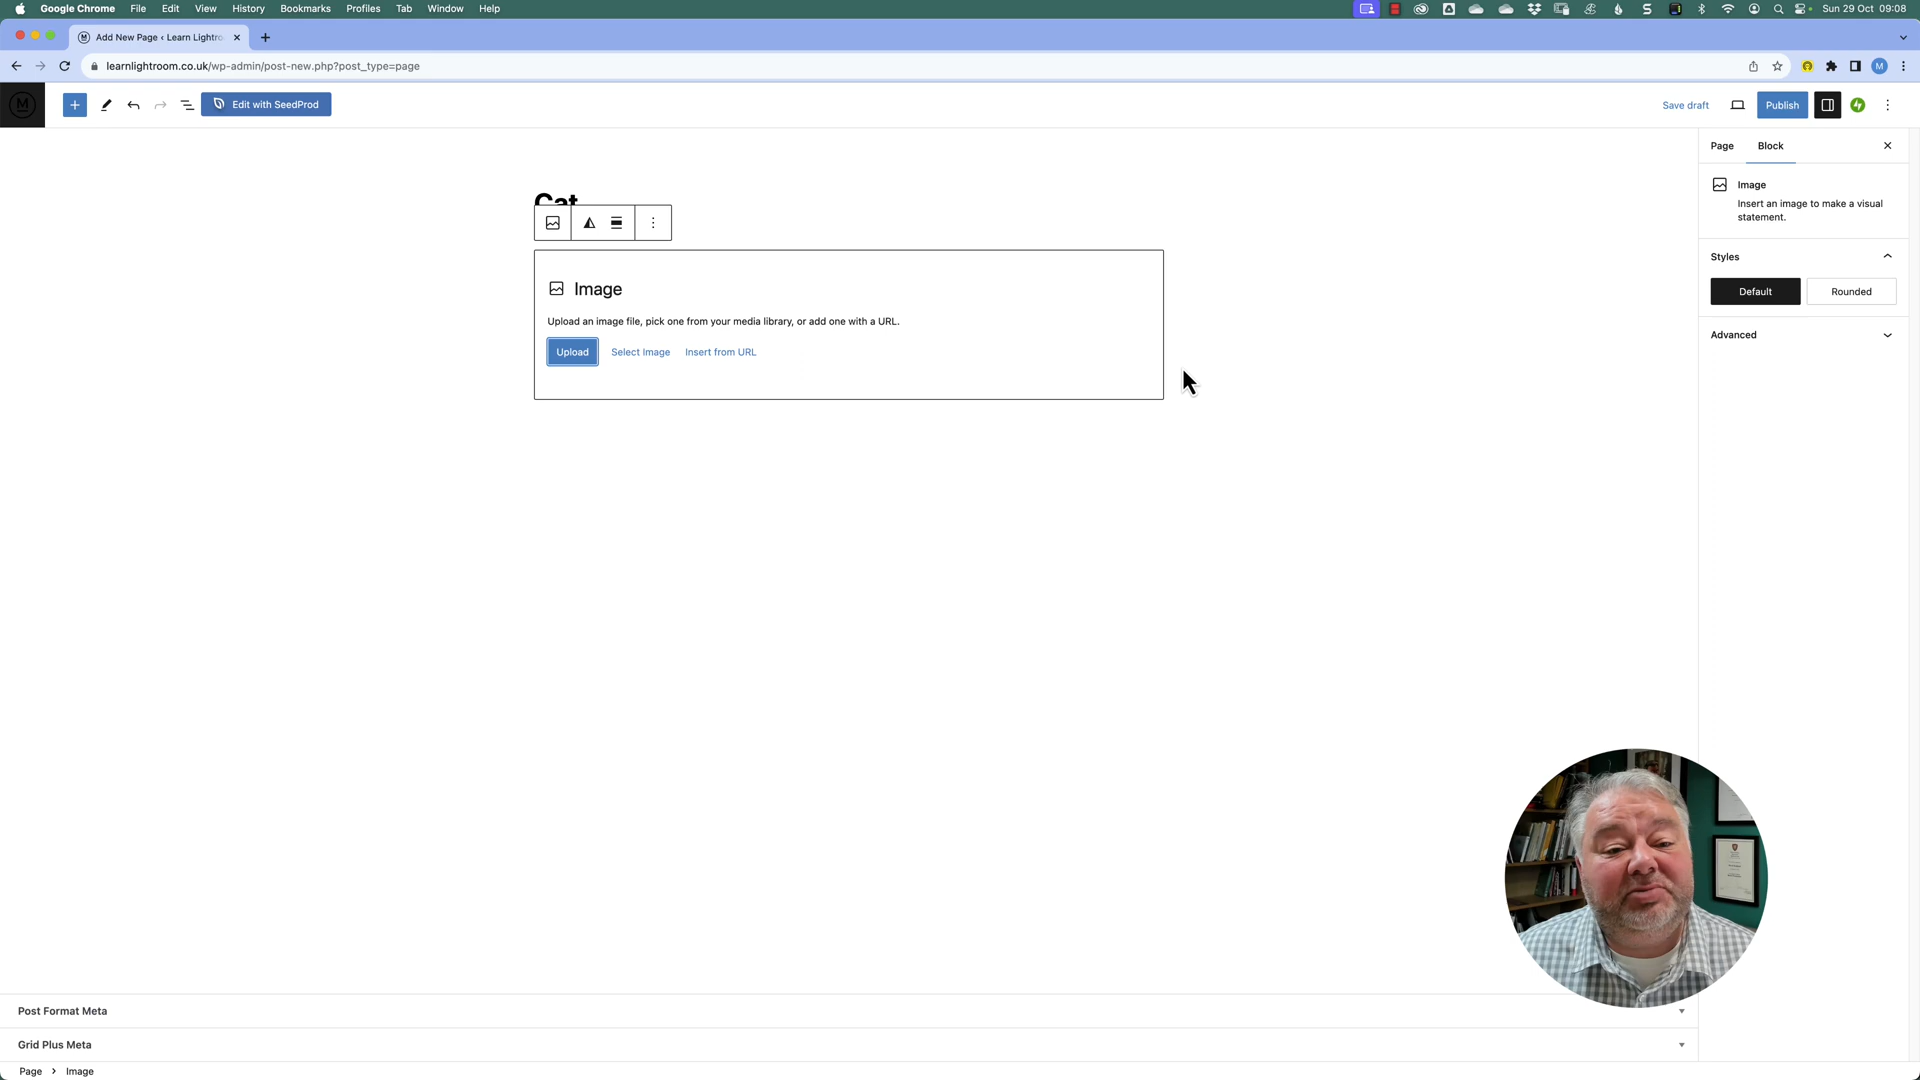 Google Chrome File Edit View History Bookmarks Profiles Tab Window Help Sun 29 Oct 09:08
Add New Page ‹ Learn Lightro
learnlightroom.co.uk/wp-admin/post-new.php?post_type=page
Edit with SeedProd Save draft Publish
Page Block
Cat
Image
Insert an image to make a visual
statement.
Styles
Default Rounded
Advanced
Image
Upload an image file, pick one from your media library, or add one with a URL.
Upload Select Image Insert from URL
Post Format Meta
Grid Plus Meta
Page › Image